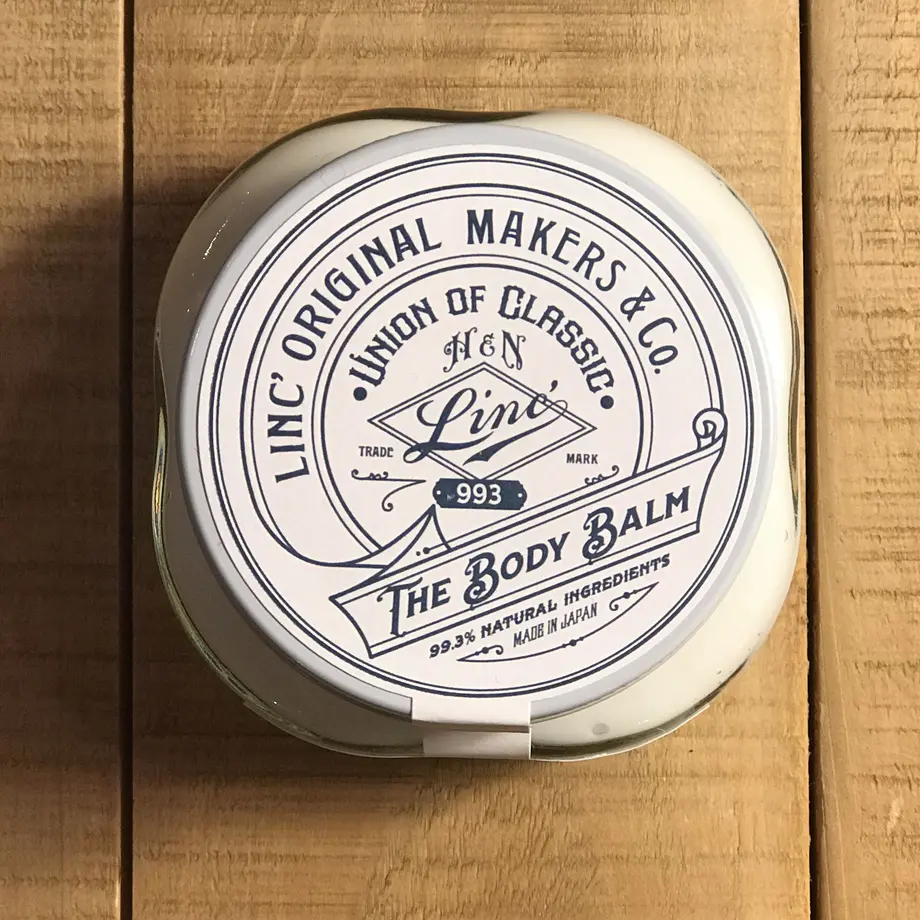 LINC' ORIGINAL MAKERS & CO.
UNION OF CLASSIC
H & N
Linc'
TRADE MARK
993
THE BODY BALM
99.3% NATURAL INGREDIENTS
MADE IN JAPAN